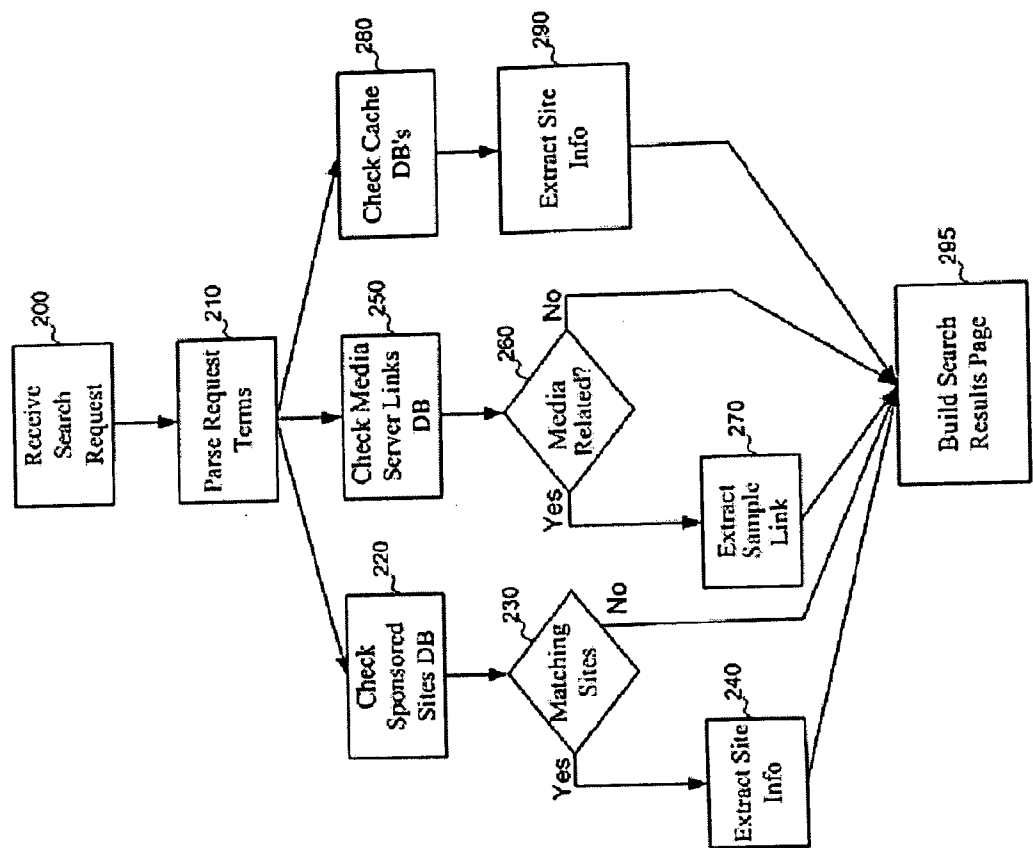 200
Receive
Search
Request
210
Parse Request
Terms
220
Check
Sponsored
Sites DB
250
Check Media
Server Links
DB
280
Check Cache
DB's
230
Matching
Sites
Yes
No
260
Media
Related?
Yes
No
290
Extract Site
Info
240
Extract Site
Info
270
Extract
Sample
Link
295
Build Search
Results Page